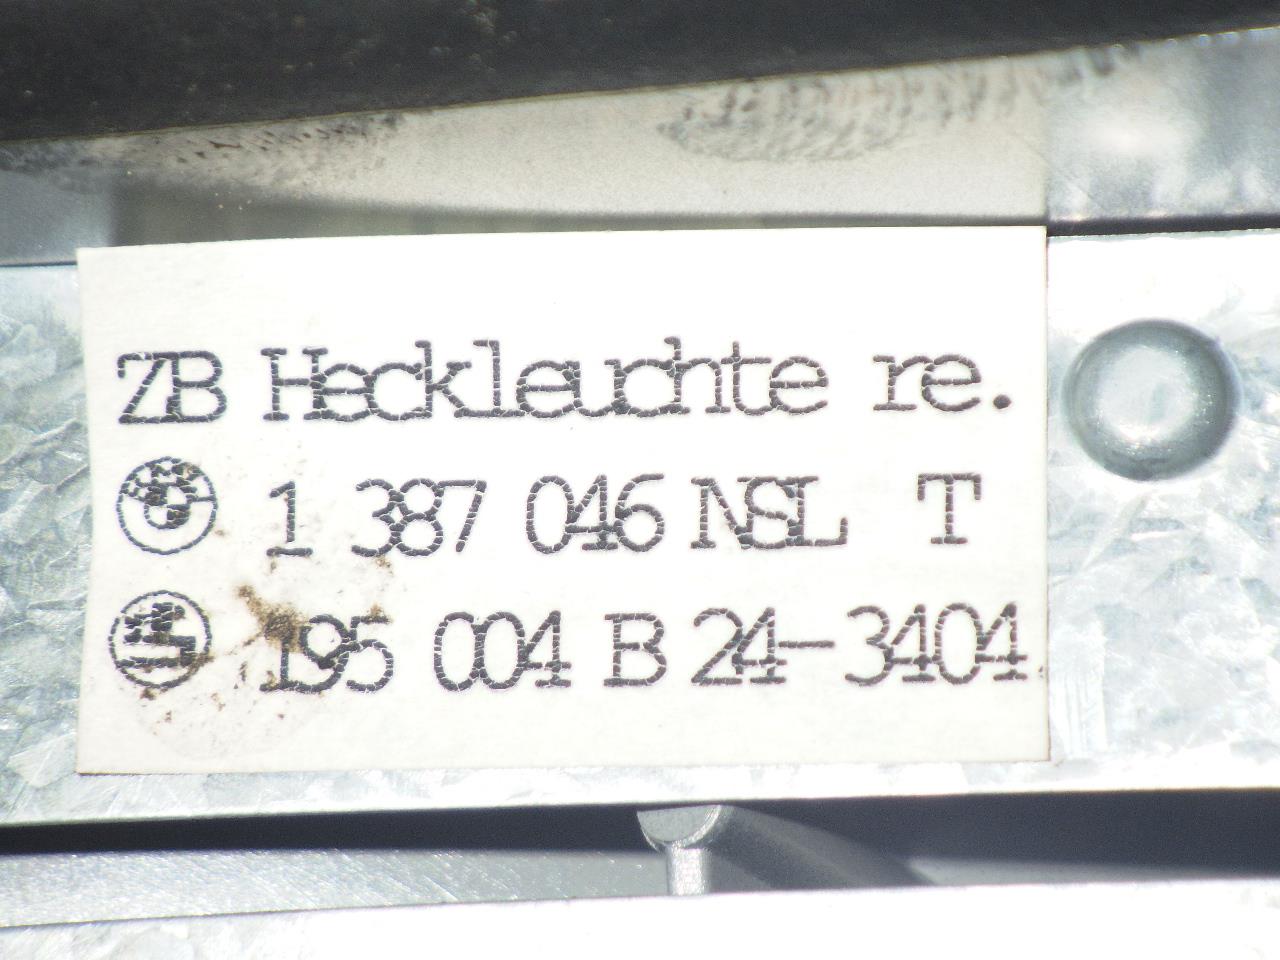 ZB Heckleuchte re.
1 387 046 NSL T
195 004 B 24-3404